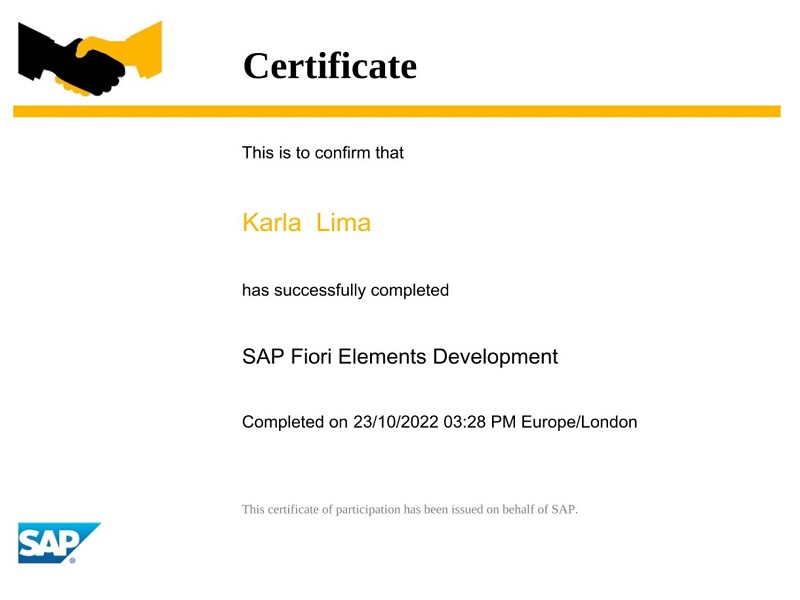 Certificate
This is to confirm that
Karla Lima
has successfully completed
SAP Fiori Elements Development
Completed on 23/10/2022 03:28 PM Europe/London
This certificate of participation has been issued on behalf of SAP.
SAP®